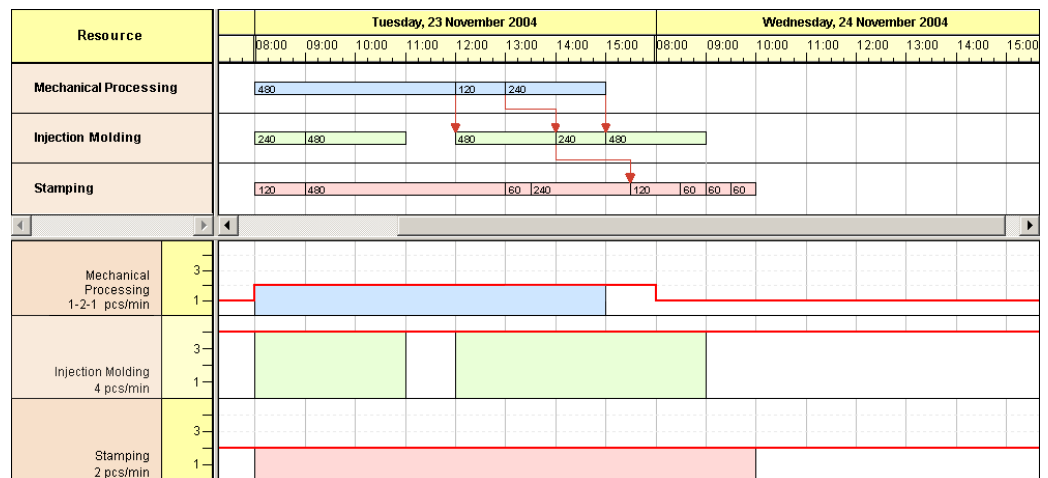 Resource
Tuesday, 23 November 2004
Wednesday, 24 November 2004
08:00 09:00 10:00 11:00 12:00 13:00 14:00 15:00 08:00 09:00 10:00 11:00 12:00 13:00 14:00 15:00
Mechanical Processing
480 120 240
Injection Molding
240 480 480 240 480
Stamping
120 480 60 240 120 60 60 60
Mechanical
Processing
1-2-1 pcs/min
3
1
Injection Molding
4 pcs/min
3
1
Stamping
2 pcs/min
3
1